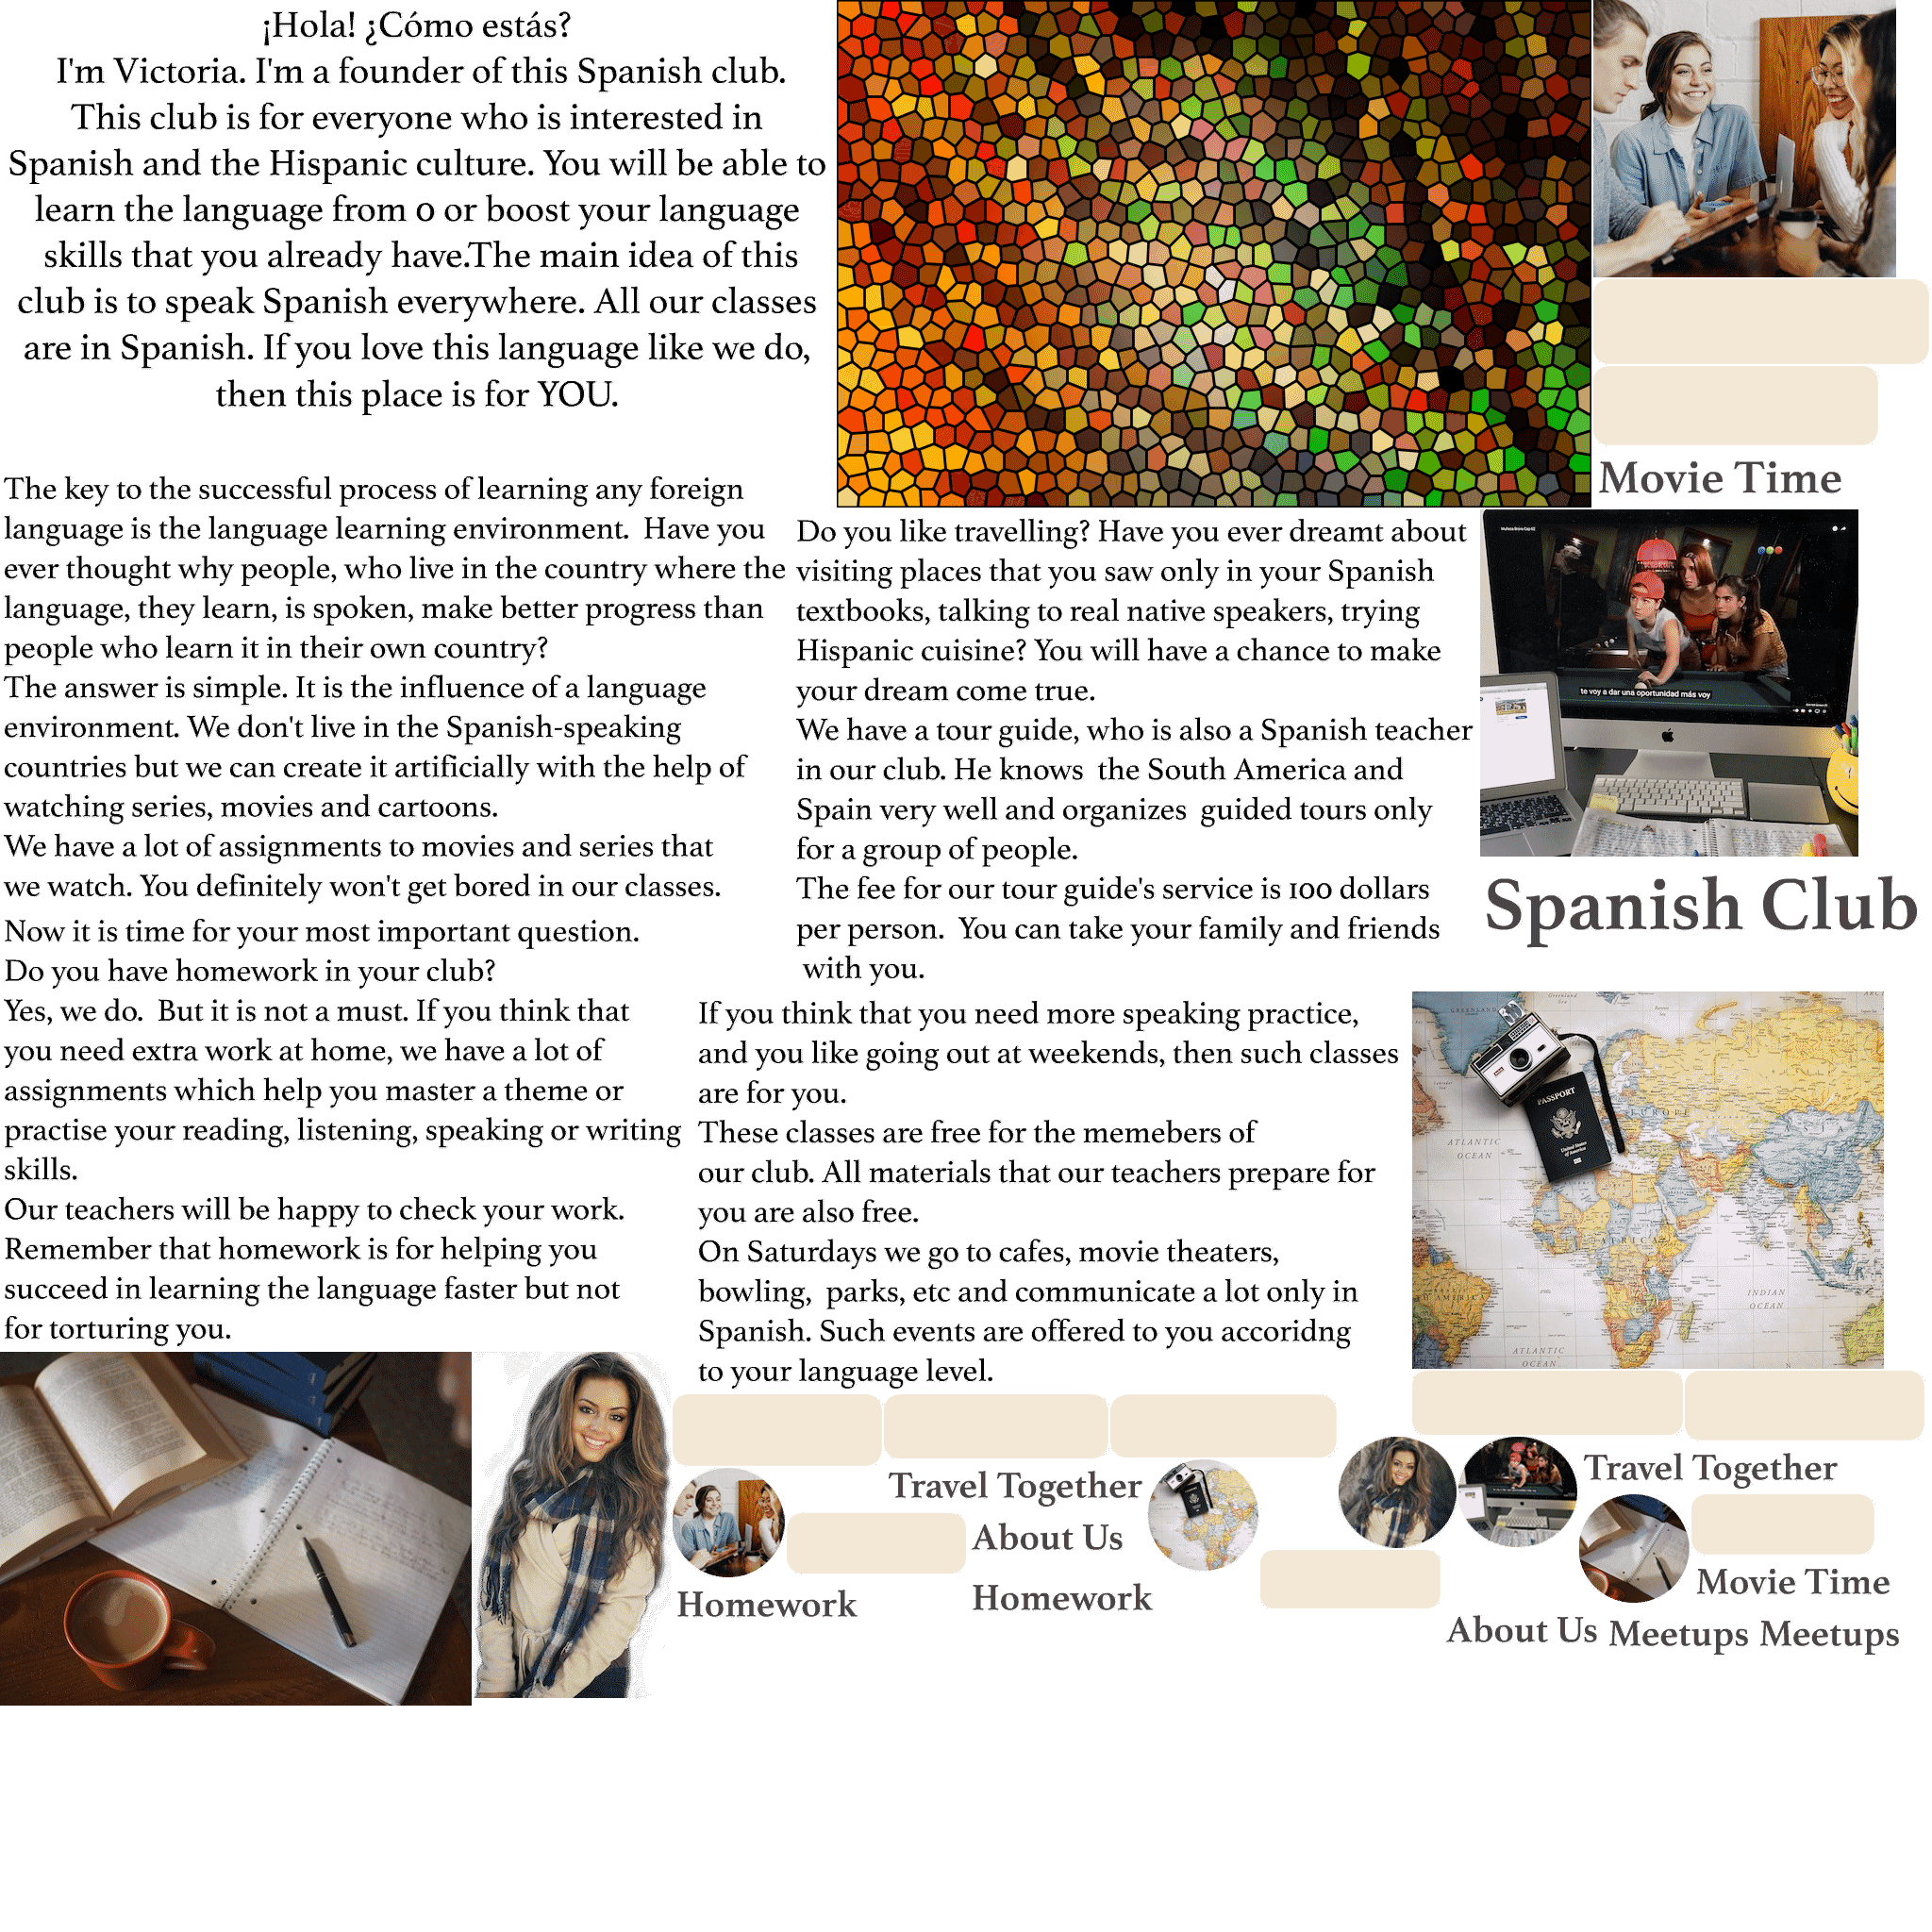 ¡Hola! ¿Cómo estás?
I'm Victoria. I'm a founder of this Spanish club.
This club is for everyone who is interested in
Spanish and the Hispanic culture. You will be able to
learn the language from 0 or boost your language
skills that you already have.The main idea of this
club is to speak Spanish everywhere. All our classes
are in Spanish. If you love this language like we do,
then this place is for YOU.
The key to the successful process of learning any foreign
language is the language learning environment.  Have you
ever thought why people, who live in the country where the
language, they learn, is spoken, make better progress than
people who learn it in their own country?
The answer is simple. It is the influence of a language
environment. We don't live in the Spanish-speaking
countries but we can create it artificially with the help of
watching series, movies and cartoons.
We have a lot of assignments to movies and series that
we watch. You definitely won't get bored in our classes.
Now it is time for your most important question.
Do you have homework in your club?
Yes, we do.  But it is not a must. If you think that
you need extra work at home, we have a lot of
assignments which help you master a theme or
practise your reading, listening, speaking or writing
skills.
Our teachers will be happy to check your work.
Remember that homework is for helping you
succeed in learning the language faster but not
for torturing you.
Do you like travelling? Have you ever dreamt about
visiting places that you saw only in your Spanish
textbooks, talking to real native speakers, trying
Hispanic cuisine? You will have a chance to make
your dream come true.
We have a tour guide, who is also a Spanish teacher
in our club. He knows  the South America and
Spain very well and organizes  guided tours only
for a group of people.
The fee for our tour guide's service is 100 dollars
per person.  You can take your family and friends
with you.
If you think that you need more speaking practice,
and you like going out at weekends, then such classes
are for you.
These classes are free for the memebers of
our club. All materials that our teachers prepare for
you are also free.
On Saturdays we go to cafes, movie theaters,
bowling,  parks, etc and communicate a lot only in
Spanish. Such events are offered to you accoridng
to your language level.
Movie Time
te voy a dar una oportunidad más voy
Spanish Club
GREENLAND
PASSPORT
United States
of America
EUROPE
ATLANTIC
OCEAN
AFRICA
INDIAN
OCEAN
ATLANTIC
OCEAN
Travel Together
About Us
Homework
Homework
Travel Together
Movie Time
About Us
Meetups
Meetups